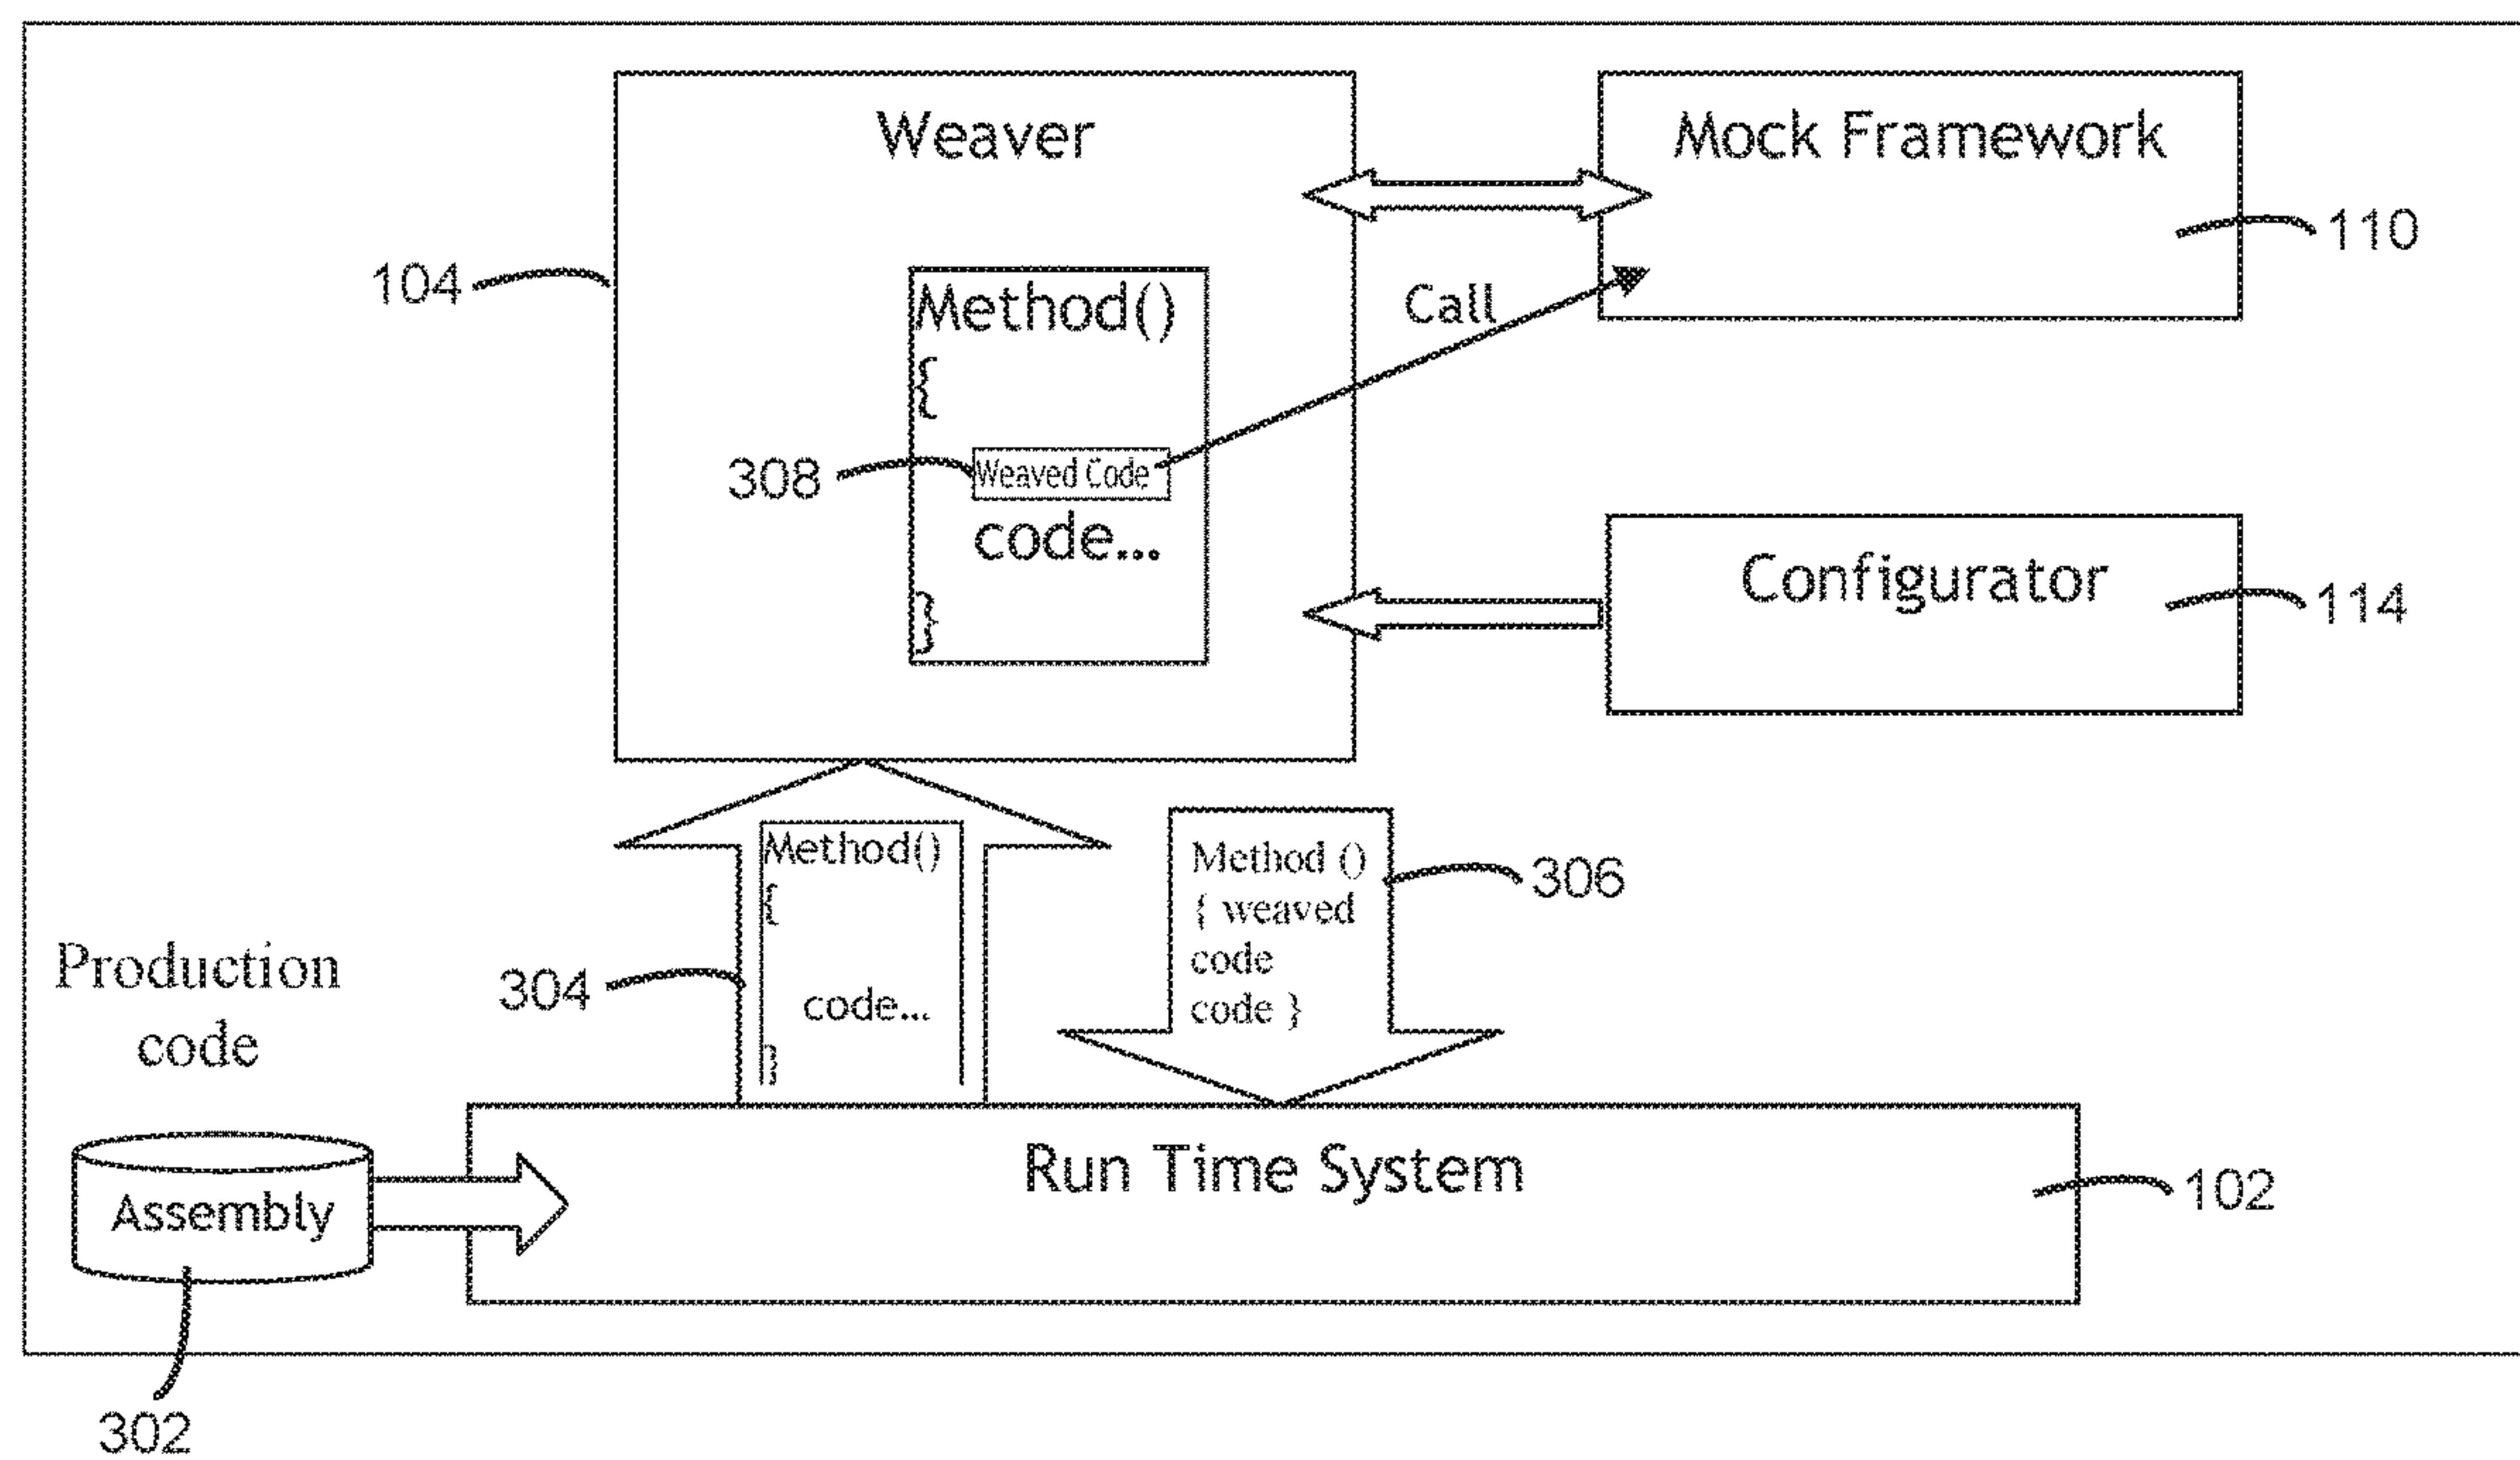 Weaver
Mock Framework
110
104
Method()
{
Call
308
Weaved Code
code...
}
Configurator
114
Method()
{
code...
}
304
Method ()
{ weaved
code
code }
306
Production
code
Assembly
302
Run Time System
102